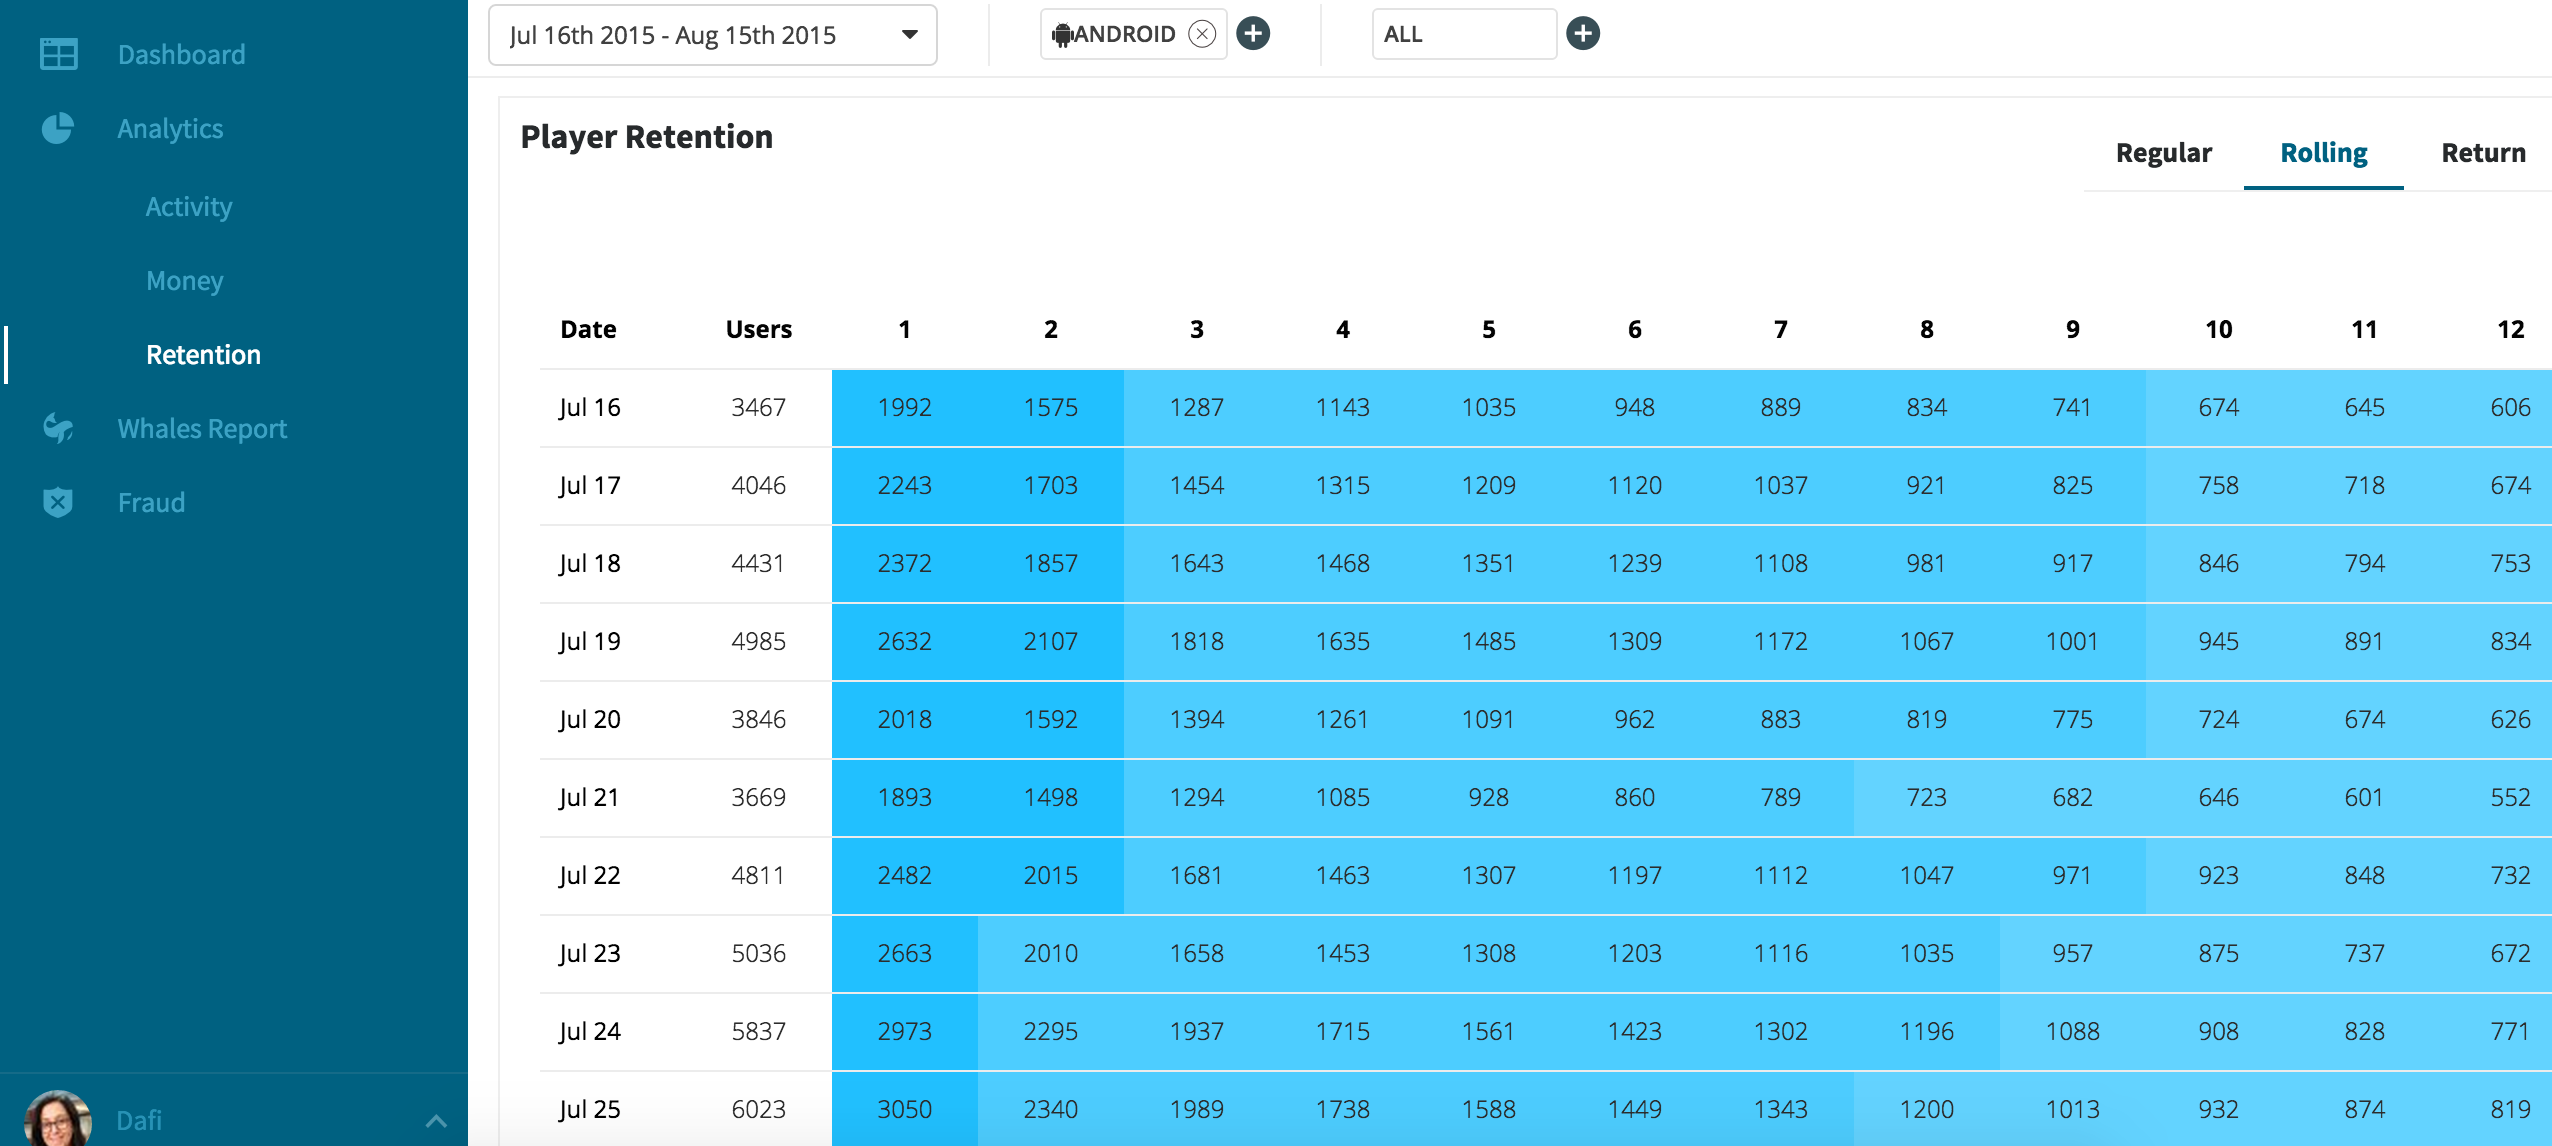 Dashboard
Analytics
Activity
Money
Retention
Whales Report
Fraud
Dafi
Jul 16th 2015 - Aug 15th 2015
ANDROID
ALL
Player Retention
Regular Rolling Return
Date Users 1 2 3 4 5 6 7 8 9 10 11 12
Jul 16 3467 1992 1575 1287 1143 1035 948 889 834 741 674 645 606
Jul 17 4046 2243 1703 1454 1315 1209 1120 1037 921 825 758 718 674
Jul 18 4431 2372 1857 1643 1468 1351 1239 1108 981 917 846 794 753
Jul 19 4985 2632 2107 1818 1635 1485 1309 1172 1067 1001 945 891 834
Jul 20 3846 2018 1592 1394 1261 1091 962 883 819 775 724 674 626
Jul 21 3669 1893 1498 1294 1085 928 860 789 723 682 646 601 552
Jul 22 4811 2482 2015 1681 1463 1307 1197 1112 1047 971 923 848 732
Jul 23 5036 2663 2010 1658 1453 1308 1203 1116 1035 957 875 737 672
Jul 24 5837 2973 2295 1937 1715 1561 1423 1302 1196 1088 908 828 771
Jul 25 6023 3050 2340 1989 1738 1588 1449 1343 1200 1013 932 874 819